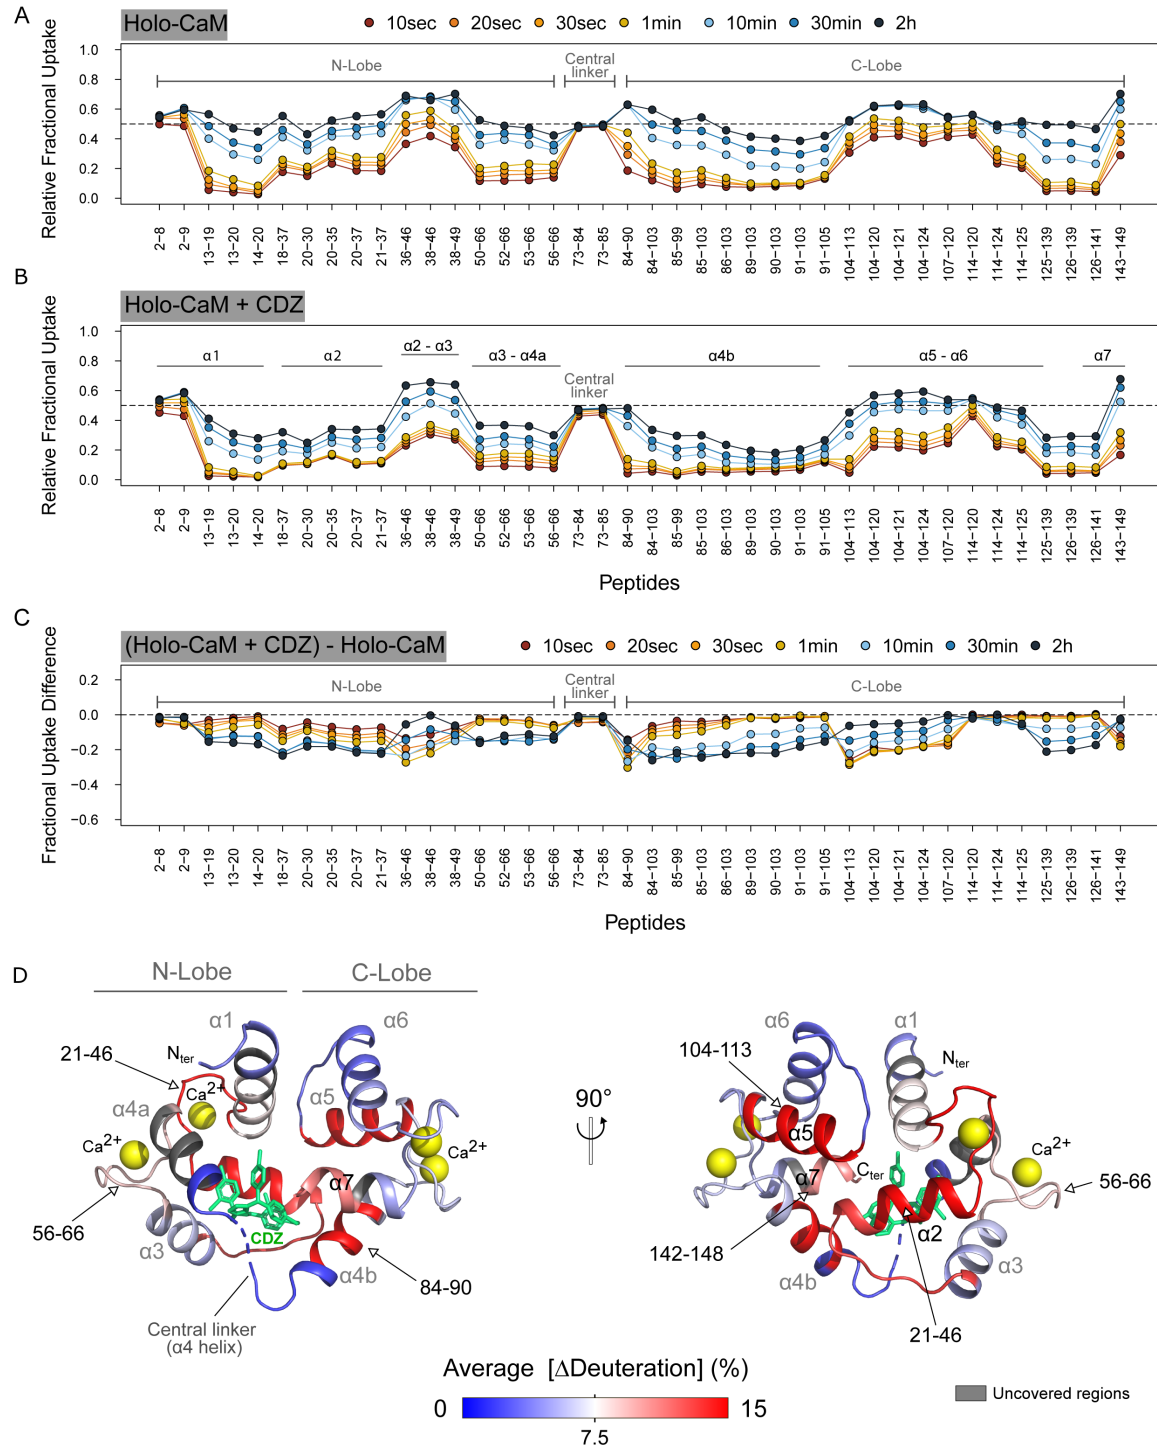 A
Holo-CaM
10sec 20sec 30sec 1min 10min 30min 2h
Relative Fractional Uptake
1.0
0.8
0.6
0.4
0.2
0.0
N-Lobe
Central
linker
C-Lobe
2−8 2−9 13−19 13−20 14−20 18−37 20−30 20−35 20−37 21−37 36−46 38−46 38−49 50−66 52−66 53−66 56−66 73−84 73−85 84−90 84−103 85−99 85−103 86−103 89−103 90−103 91−103 91−105 104−113 104−120 104−121 104−124 107−120 114−120 114−124 114−125 125−139 126−139 126−141 143−149
B
Holo-CaM + CDZ
Relative Fractional Uptake
1.0
0.8
0.6
0.4
0.2
0.0
α1 α2 α2 - α3 α3 - α4a
Central
linker
α4b α5 - α6 α7
2−8 2−9 13−19 13−20 14−20 18−37 20−30 20−35 20−37 21−37 36−46 38−46 38−49 50−66 52−66 53−66 56−66 73−84 73−85 84−90 84−103 85−99 85−103 86−103 89−103 90−103 91−103 91−105 104−113 104−120 104−121 104−124 107−120 114−120 114−124 114−125 125−139 126−139 126−141 143−149
Peptides
C
(Holo-CaM + CDZ) - Holo-CaM
10sec 20sec 30sec 1min 10min 30min 2h
Fractional Uptake Difference
0.2
0.0
−0.2
−0.4
−0.6
N-Lobe
Central
linker
C-Lobe
2−8 2−9 13−19 13−20 14−20 18−37 20−30 20−35 20−37 21−37 36−46 38−46 38−49 50−66 52−66 53−66 56−66 73−84 73−85 84−90 84−103 85−99 85−103 86−103 89−103 90−103 91−103 91−105 104−113 104−120 104−121 104−124 107−120 114−120 114−124 114−125 125−139 126−139 126−141 143−149
Peptides
D
N-Lobe C-Lobe
α1 α6
Nter
21-46
Ca2+
α4a
α5
Ca2+
Ca2+
α7
56-66
α3
CDZ
α4b
84-90
Central linker
(α4 helix)
90°
α6 α1
104-113
Nter
α5
Ca2+
α7
Cter
56-66
α2
142-148
α3
α4b
21-46
Average [ΔDeuteration] (%)
0 15
7.5
Uncovered regions